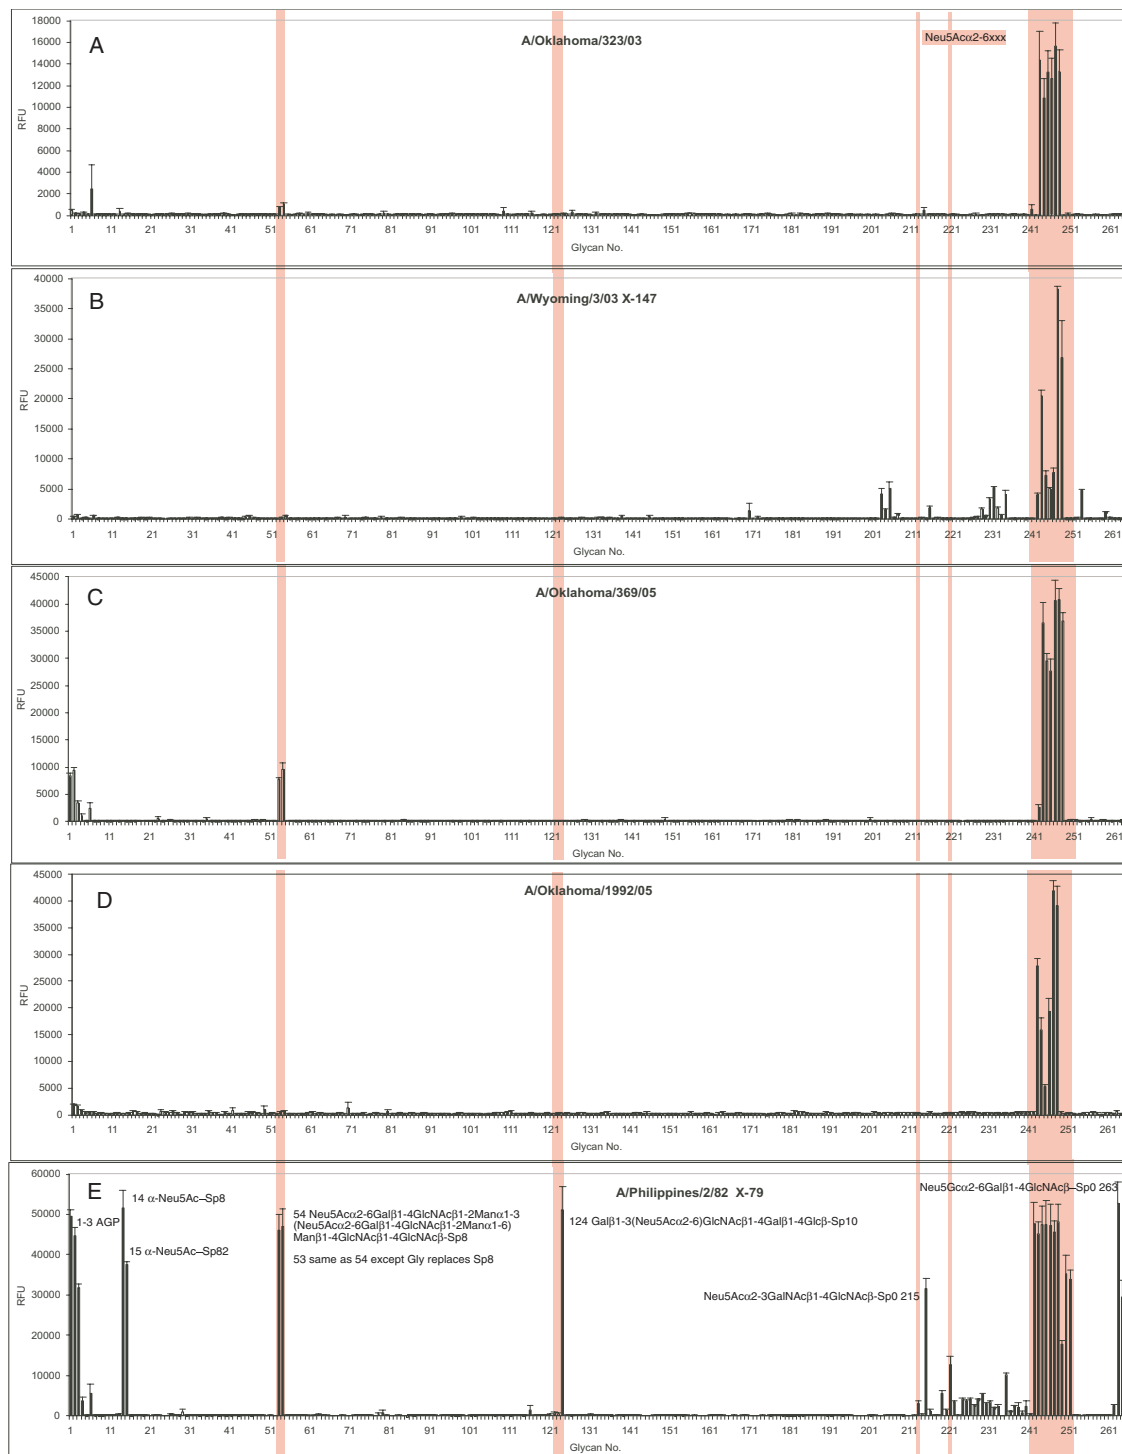 A
A/Oklahoma/323/03
Neu5Acα2-6xxx
18000
16000
14000
12000
10000
8000
6000
4000
2000
0
RFU
1 11 21 31 41 51 61 71 81 91 101 111 121 131 141 151 161 171 181 191 201 211 221 231 241 251 261
Glycan No.
B
A/Wyoming/3/03 X-147
40000
35000
30000
25000
20000
15000
10000
5000
0
RFU
1 11 21 31 41 51 61 71 81 91 101 111 121 131 141 151 161 171 181 191 201 211 221 231 241 251 261
Glycan No.
C
A/Oklahoma/369/05
45000
40000
35000
30000
25000
20000
15000
10000
5000
0
RFU
1 11 21 31 41 51 61 71 81 91 101 111 121 131 141 151 161 171 181 191 201 211 221 231 241 251 261
Glycan No.
D
A/Oklahoma/1992/05
45000
40000
35000
30000
25000
20000
15000
10000
5000
0
RFU
1 11 21 31 41 51 61 71 81 91 101 111 121 131 141 151 161 171 181 191 201 211 221 231 241 251 261
Glycan No.
E
A/Philippines/2/82 X-79
60000
50000
40000
30000
20000
10000
0
RFU
1-3 AGP
14 α-Neu5Ac–Sp8
15 α-Neu5Ac–Sp82
54 Neu5Acα2-6Galβ1-4GlcNAcβ1-2Manα1-3
(Neu5Acα2-6Galβ1-4GlcNAcβ1-2Manα1-6)
Manβ1-4GlcNAcβ1-4GlcNAcβ-Sp8
53 same as 54 except Gly replaces Sp8
124 Galβ1-3(Neu5Acα2-6)GlcNAcβ1-4Galβ1-4Glcβ-Sp10
Neu5Gcα2-6Galβ1-4GlcNAcβ–Sp0 263
Neu5Acα2-3GalNAcβ1-4GlcNAcβ-Sp0 215
1 11 21 31 41 51 61 71 81 91 101 111 121 131 141 151 161 171 181 191 201 211 221 231 241 251 261
Glycan No.